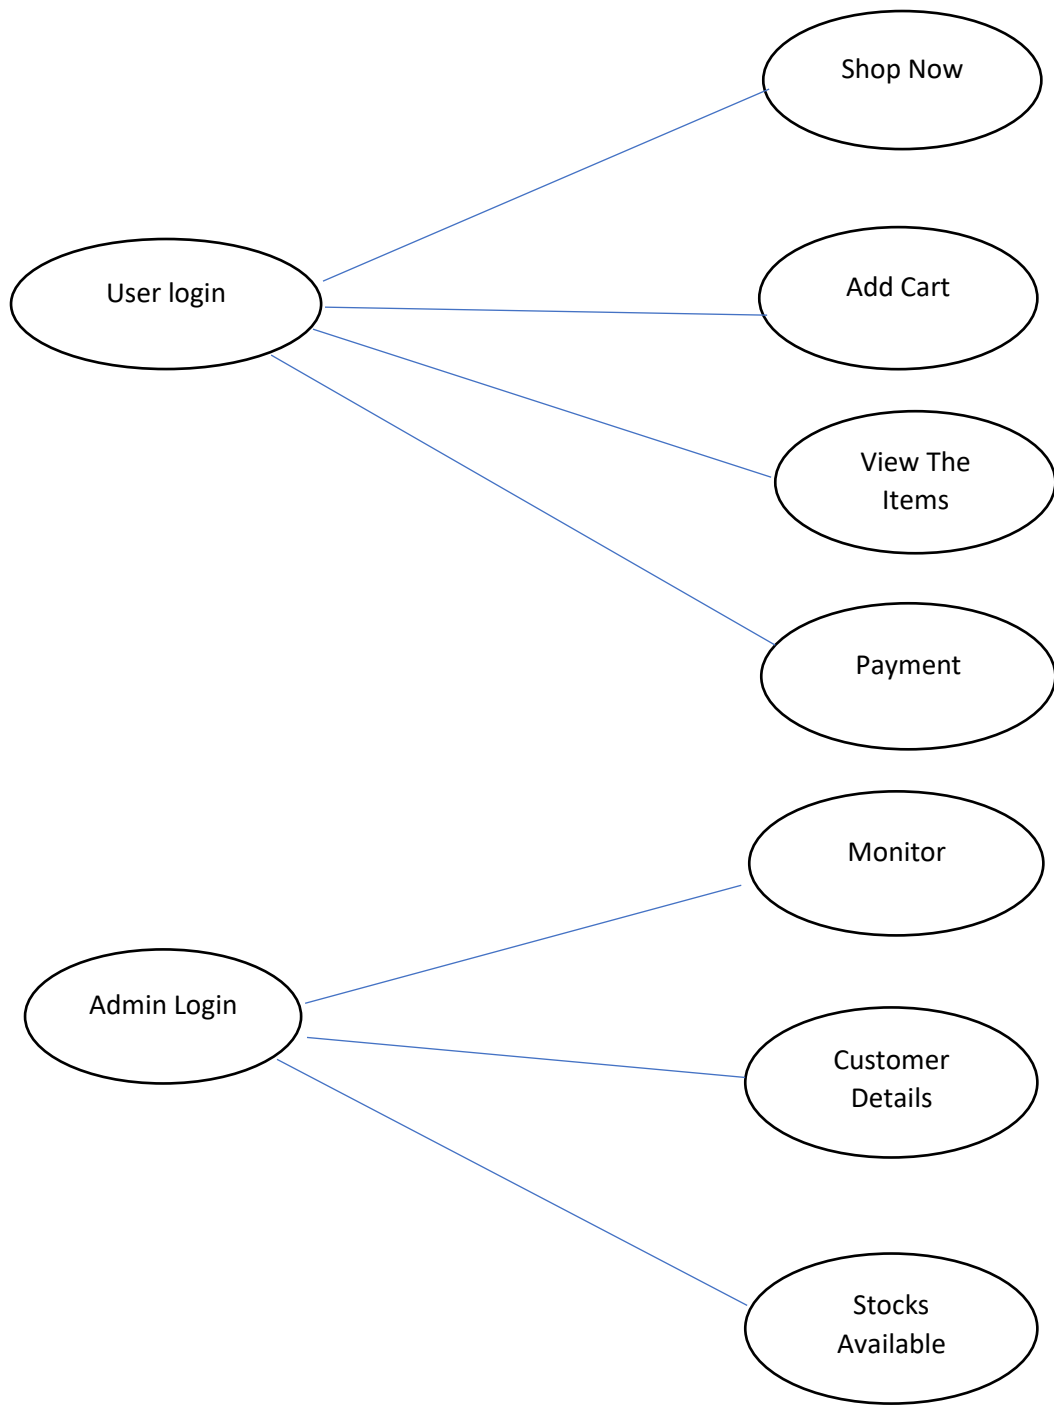 Shop Now
User login
Add Cart
View The
Items
Payment
Monitor
Admin Login
Customer
Details
Stocks
Available